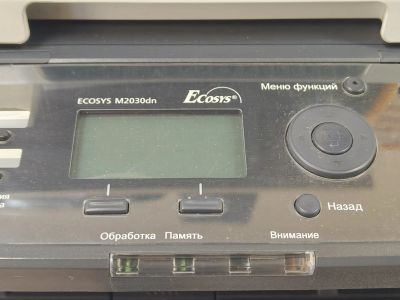 ECOSYS M2030dn
ECOSYS®
Меню функций
Назад
Обработка Память Внимание